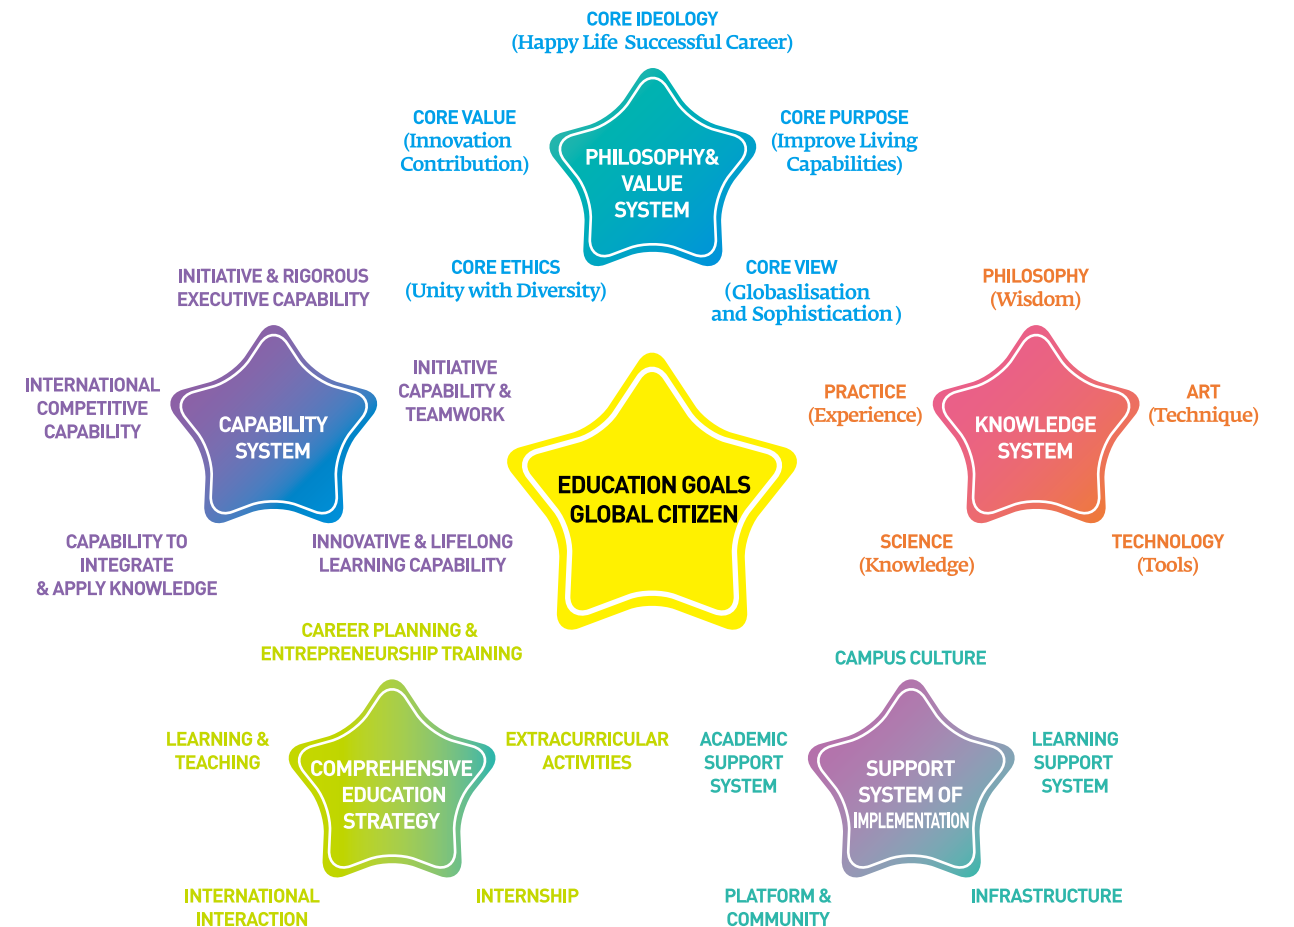 CORE IDEOLOGY
(Happy Life Successful Career)
CORE VALUE
(Innovation
Contribution)
CORE PURPOSE
(Improve Living
Capabilities)
PHILOSOPHY&
VALUE
SYSTEM
CORE ETHICS
(Unity with Diversity)
CORE VIEW
(Globaslisation
and Sophistication)
INITIATIVE & RIGOROUS
EXECUTIVE CAPABILITY
INTERNATIONAL
COMPETITIVE
CAPABILITY
INITIATIVE
CAPABILITY &
TEAMWORK
CAPABILITY
SYSTEM
CAPABILITY TO
INTEGRATE
& APPLY KNOWLEDGE
INNOVATIVE & LIFELONG
LEARNING CAPABILITY
EDUCATION GOALS
GLOBAL CITIZEN
PHILOSOPHY
(Wisdom)
PRACTICE
(Experience)
ART
(Technique)
KNOWLEDGE
SYSTEM
SCIENCE
(Knowledge)
TECHNOLOGY
(Tools)
CAREER PLANNING &
ENTREPRENEURSHIP TRAINING
LEARNING &
TEACHING
EXTRACURRICULAR
ACTIVITIES
COMPREHENSIVE
EDUCATION
STRATEGY
INTERNATIONAL
INTERACTION
INTERNSHIP
CAMPUS CULTURE
ACADEMIC
SUPPORT
SYSTEM
LEARNING
SUPPORT
SYSTEM
SUPPORT
SYSTEM OF
IMPLEMENTATION
PLATFORM &
COMMUNITY
INFRASTRUCTURE